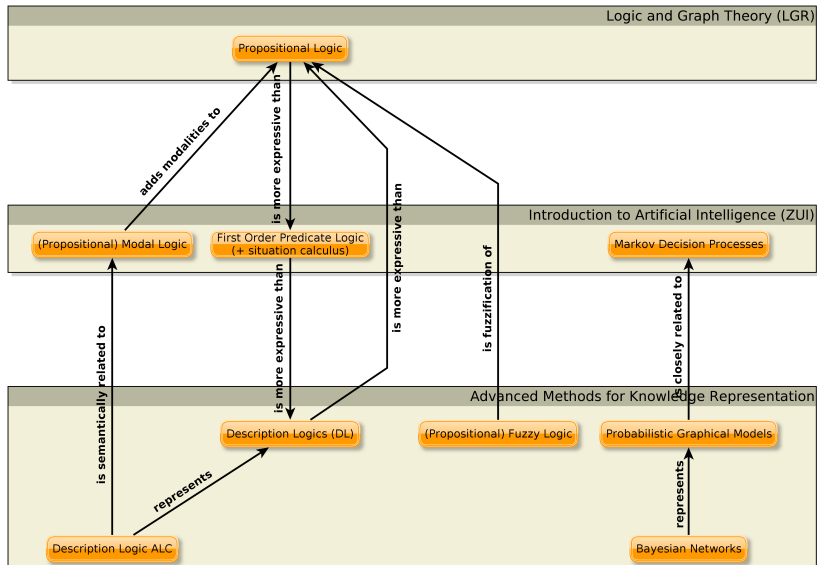 Logic and Graph Theory (LGR)
Propositional Logic
adds modalities to
is more expressive than
is more expressive than
is fuzzification of
Introduction to Artificial Intelligence (ZUI)
(Propositional) Modal Logic
First Order Predicate Logic
(+ situation calculus)
Markov Decision Processes
is semantically related to
is more expressive than
is closely related to
Advanced Methods for Knowledge Representation
Description Logics (DL)
(Propositional) Fuzzy Logic
Probabilistic Graphical Models
represents
represents
Description Logic ALC
Bayesian Networks